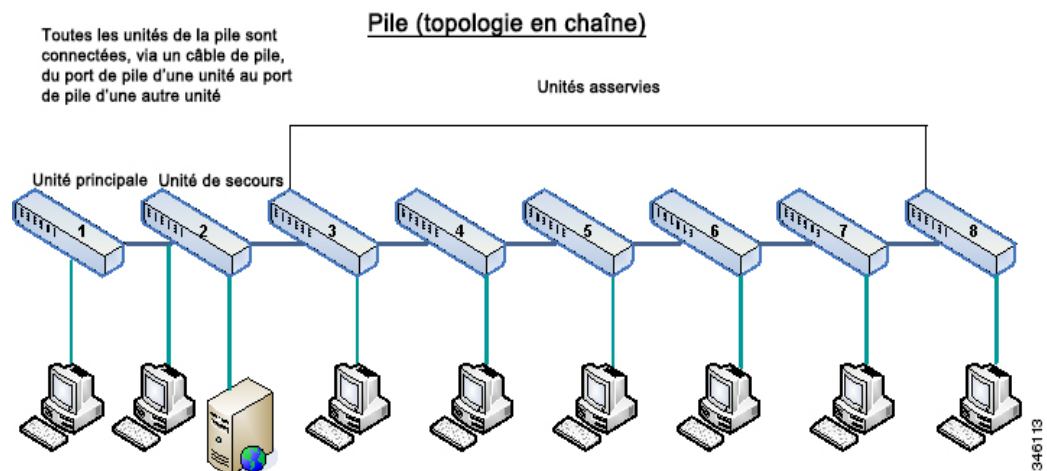 Pile (topologie en chaîne)
Toutes les unités de la pile sont
connectées, via un câble de pile,
du port de pile d'une unité au port
de pile d'une autre unité
Unités asservies
Unité principale
Unité de secours
1
2
3
4
5
6
7
8
346113